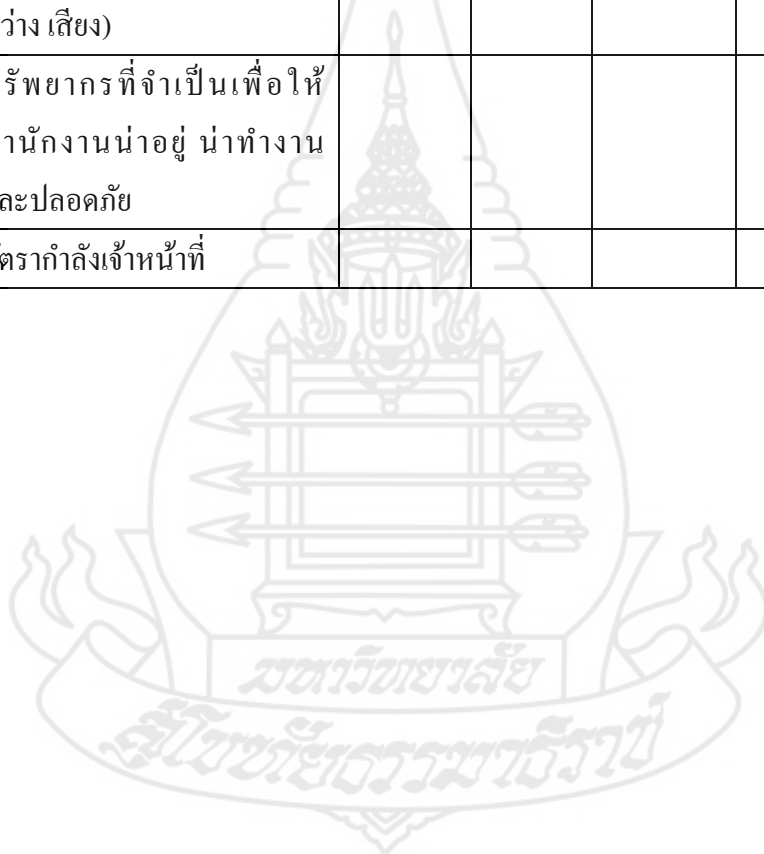 ว่าง เสียง)
รัพยากรที่จำเป็นเพื่อให้
านักงานน่าอยู่ น่าทำงาน
ละปลอดภัย
ัตรากำลังเจ้าหน้าที่
มหาวิทยาลัย
สุโขทัยธรรมาธิราช